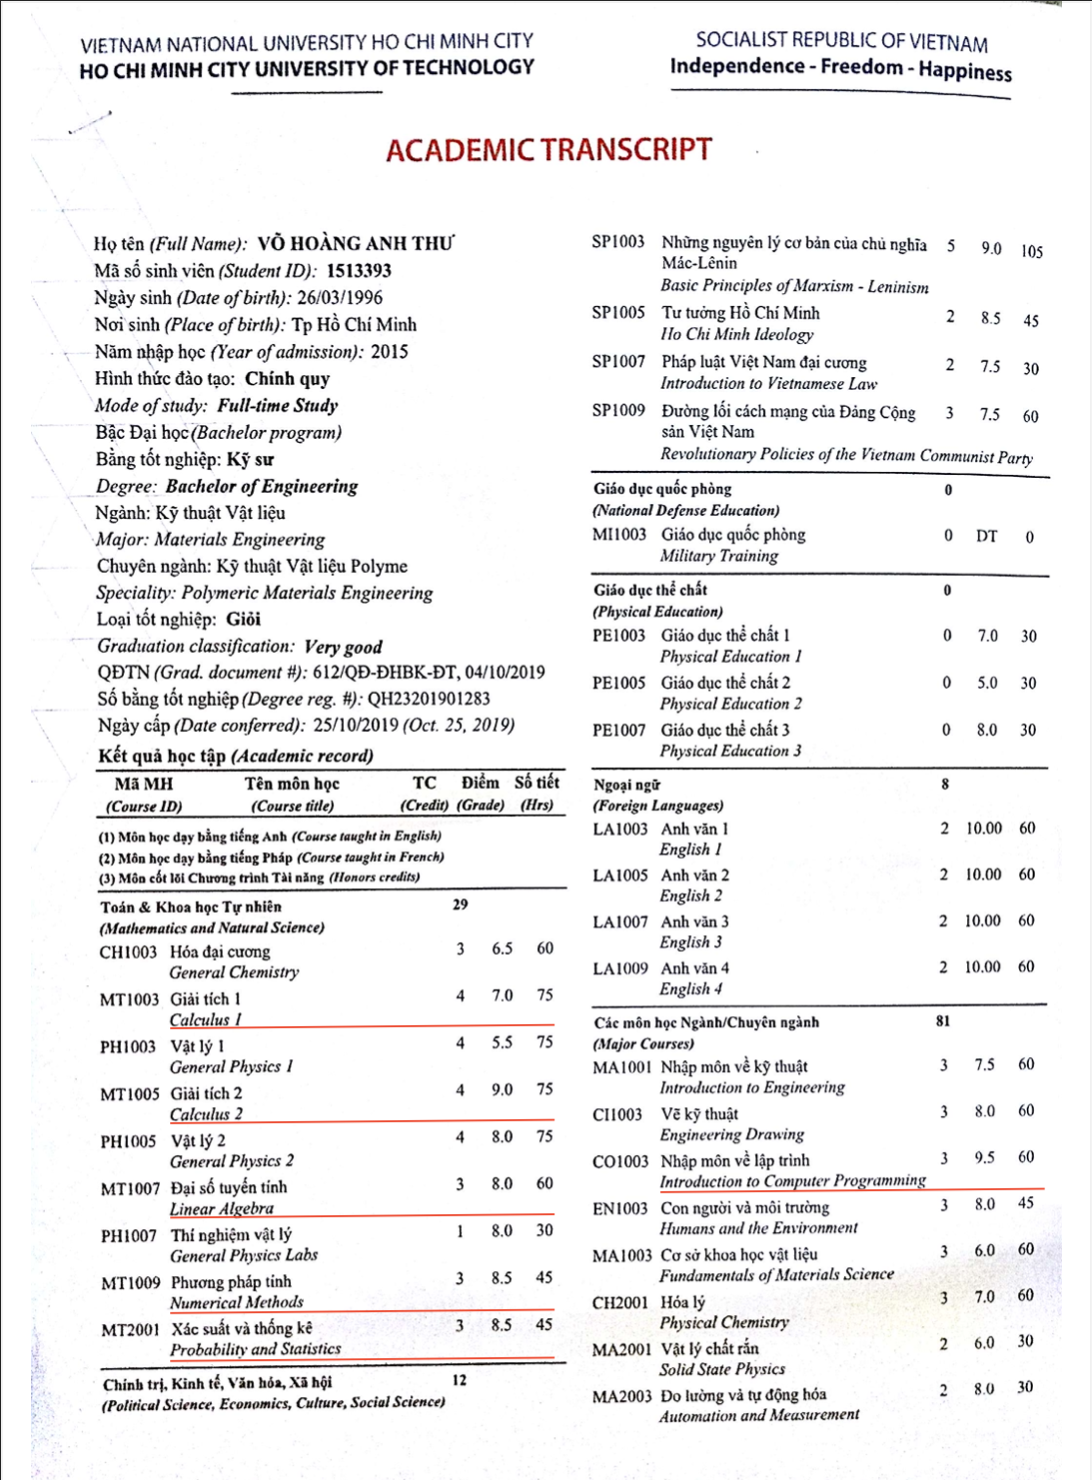 VIETNAM NATIONAL UNIVERSITY HO CHI MINH CITY
HO CHI MINH CITY UNIVERSITY OF TECHNOLOGY
SOCIALIST REPUBLIC OF VIETNAM
Independence - Freedom - Happiness
ACADEMIC TRANSCRIPT
Họ tên (Full Name): VÕ HOÀNG ANH THƯ
Mã số sinh viên (Student ID): 1513393
Ngày sinh (Date of birth): 26/03/1996
Nơi sinh (Place of birth): Tp Hồ Chí Minh
Năm nhập học (Year of admission): 2015
Hình thức đào tạo: Chính quy
Mode of study: Full-time Study
Bậc Đại học (Bachelor program)
Bằng tốt nghiệp: Kỹ sư
Degree: Bachelor of Engineering
Ngành: Kỹ thuật Vật liệu
Major: Materials Engineering
Chuyên ngành: Kỹ thuật Vật liệu Polyme
Speciality: Polymeric Materials Engineering
Loại tốt nghiệp: Giỏi
Graduation classification: Very good
QĐTN (Grad. document #): 612/QĐ-ĐHBK-ĐT, 04/10/2019
Số bằng tốt nghiệp (Degree reg. #): QH23201901283
Ngày cấp (Date conferred): 25/10/2019 (Oct. 25, 2019)
Kết quả học tập (Academic record)
Mã MH Tên môn học TC Điểm Số tiết
(Course ID) (Course title) (Credit) (Grade) (Hrs)
(1) Môn học dạy bằng tiếng Anh (Course taught in English)
(2) Môn học dạy bằng tiếng Pháp (Course taught in French)
(3) Môn cốt lõi Chương trình Tài năng (Honors credits)
Toán & Khoa học Tự nhiên 29
(Mathematics and Natural Science)
CH1003 Hóa đại cương 3 6.5 60
General Chemistry
MT1003 Giải tích 1 4 7.0 75
Calculus 1
PH1003 Vật lý 1 4 5.5 75
General Physics 1
MT1005 Giải tích 2 4 9.0 75
Calculus 2
PH1005 Vật lý 2 4 8.0 75
General Physics 2
MT1007 Đại số tuyến tính 3 8.0 60
Linear Algebra
PH1007 Thí nghiệm vật lý 1 8.0 30
General Physics Labs
MT1009 Phương pháp tính 3 8.5 45
Numerical Methods
MT2001 Xác suất và thống kê 3 8.5 45
Probability and Statistics
Chính trị, Kinh tế, Văn hóa, Xã hội 12
(Political Science, Economics, Culture, Social Science)
SP1003 Những nguyên lý cơ bản của chủ nghĩa 5 9.0 105
Mác-Lênin
Basic Principles of Marxism - Leninism
SP1005 Tư tưởng Hồ Chí Minh 2 8.5 45
Ho Chi Minh Ideology
SP1007 Pháp luật Việt Nam đại cương 2 7.5 30
Introduction to Vietnamese Law
SP1009 Đường lối cách mạng của Đảng Cộng 3 7.5 60
sản Việt Nam
Revolutionary Policies of the Vietnam Communist Party
Giáo dục quốc phòng 0
(National Defense Education)
MI1003 Giáo dục quốc phòng 0 DT 0
Military Training
Giáo dục thể chất 0
(Physical Education)
PE1003 Giáo dục thể chất 1 0 7.0 30
Physical Education 1
PE1005 Giáo dục thể chất 2 0 5.0 30
Physical Education 2
PE1007 Giáo dục thể chất 3 0 8.0 30
Physical Education 3
Ngoại ngữ 8
(Foreign Languages)
LA1003 Anh văn 1 2 10.00 60
English 1
LA1005 Anh văn 2 2 10.00 60
English 2
LA1007 Anh văn 3 2 10.00 60
English 3
LA1009 Anh văn 4 2 10.00 60
English 4
Các môn học Ngành/Chuyên ngành 81
(Major Courses)
MA1001 Nhập môn về kỹ thuật 3 7.5 60
Introduction to Engineering
CI1003 Vẽ kỹ thuật 3 8.0 60
Engineering Drawing
CO1003 Nhập môn về lập trình 3 9.5 60
Introduction to Computer Programming
EN1003 Con người và môi trường 3 8.0 45
Humans and the Environment
MA1003 Cơ sở khoa học vật liệu 3 6.0 60
Fundamentals of Materials Science
CH2001 Hóa lý 3 7.0 60
Physical Chemistry
MA2001 Vật lý chất rắn 2 6.0 30
Solid State Physics
MA2003 Đo lường và tự động hóa 2 8.0 30
Automation and Measurement